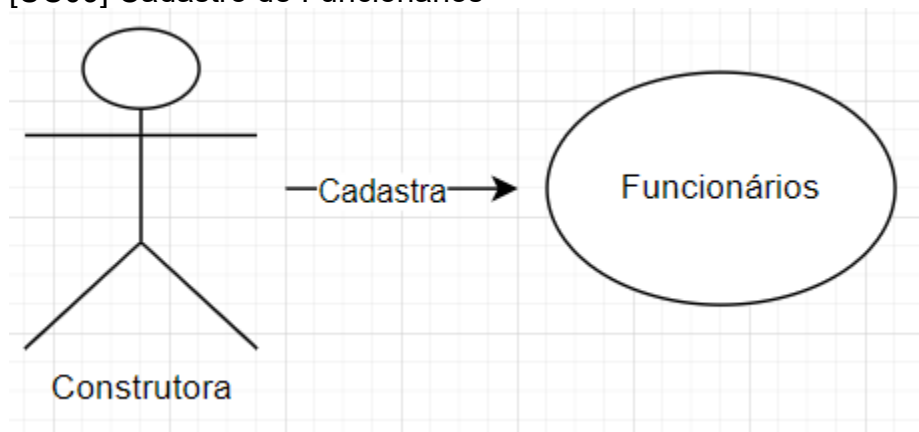 Cadastro de Funcionários
Cadastra
Funcionários
Construtora